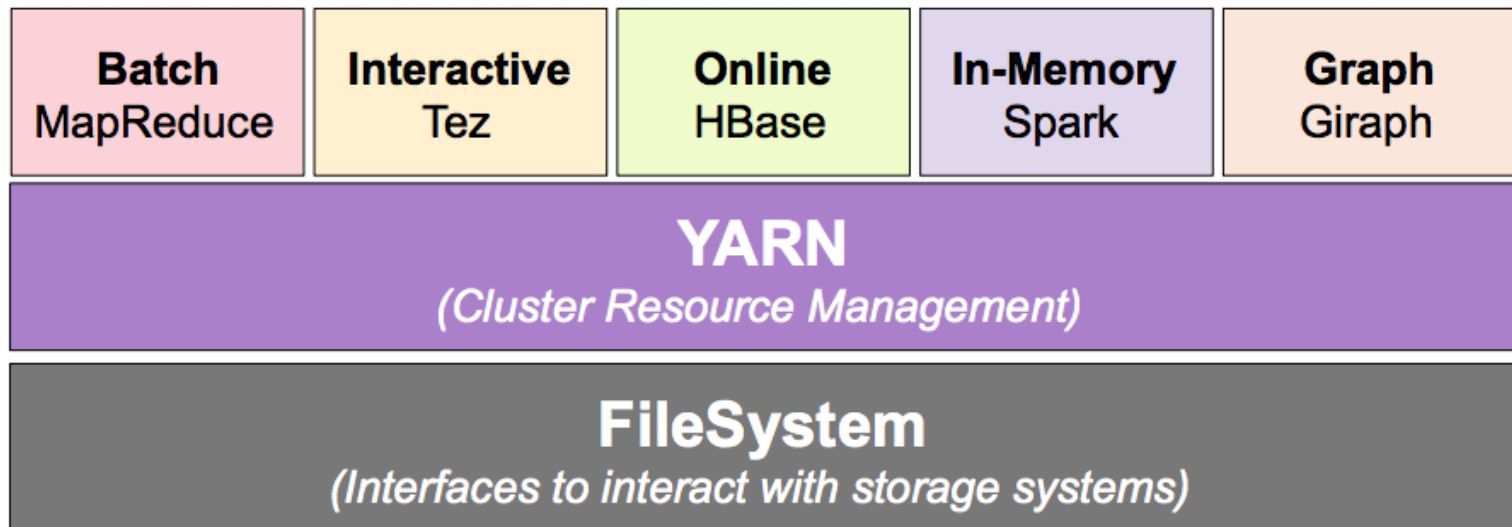 Batch
MapReduce
Interactive
Tez
Online
HBase
In-Memory
Spark
Graph
Giraph
YARN
(Cluster Resource Management)
FileSystem
(Interfaces to interact with storage systems)